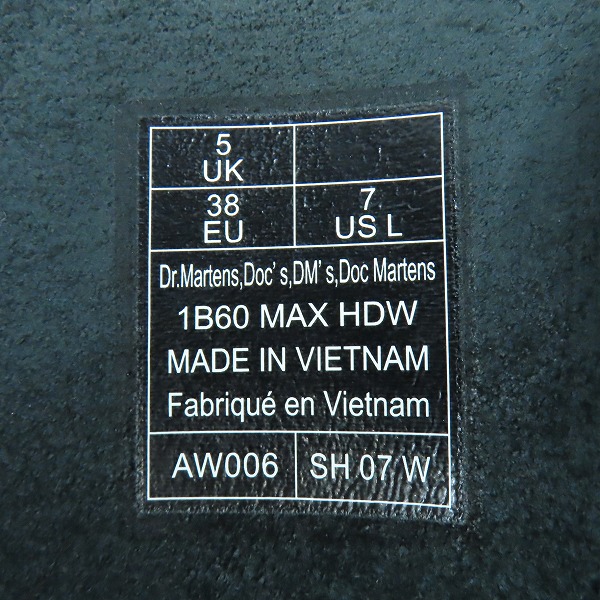 5
UK
38
EU
7
US L
Dr.Martens,Doc's,DM's,Doc Martens
1B60 MAX HDW
MADE IN VIETNAM
Fabriqué en Vietnam
AW006
SH 07 W